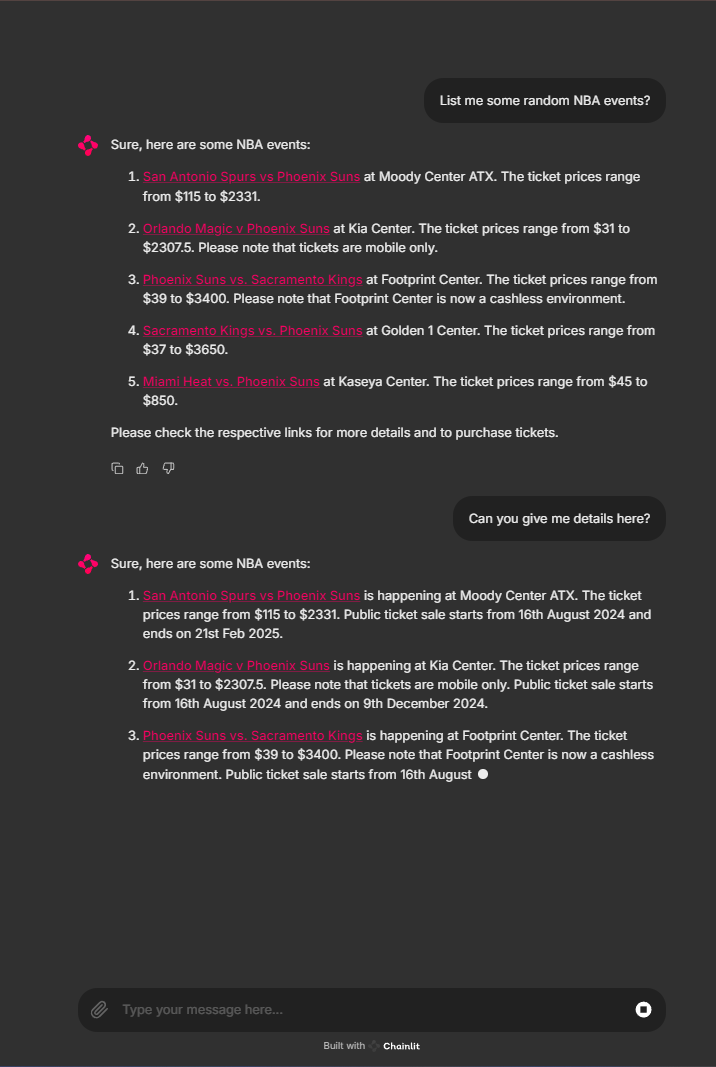 List me some random NBA events?
Sure, here are some NBA events:
1. San Antonio Spurs vs Phoenix Suns at Moody Center ATX. The ticket prices range
from $115 to $2331.
2. Orlando Magic v Phoenix Suns at Kia Center. The ticket prices range from $31 to
$2307.5. Please note that tickets are mobile only.
3. Phoenix Suns vs. Sacramento Kings at Footprint Center. The ticket prices range from
$39 to $3400. Please note that Footprint Center is now a cashless environment.
4. Sacramento Kings vs. Phoenix Suns at Golden 1 Center. The ticket prices range from
$37 to $3650.
5. Miami Heat vs. Phoenix Suns at Kaseya Center. The ticket prices range from $45 to
$850.
Please check the respective links for more details and to purchase tickets.
Can you give me details here?
Sure, here are some NBA events:
1. San Antonio Spurs vs Phoenix Suns is happening at Moody Center ATX. The ticket
prices range from $115 to $2331. Public ticket sale starts from 16th August 2024 and
ends on 21st Feb 2025.
2. Orlando Magic v Phoenix Suns is happening at Kia Center. The ticket prices range
from $31 to $2307.5. Please note that tickets are mobile only. Public ticket sale starts
from 16th August 2024 and ends on 9th December 2024.
3. Phoenix Suns vs. Sacramento Kings is happening at Footprint Center. The ticket
prices range from $39 to $3400. Please note that Footprint Center is now a cashless
environment. Public ticket sale starts from 16th August
Type your message here...
Built with Chainlit